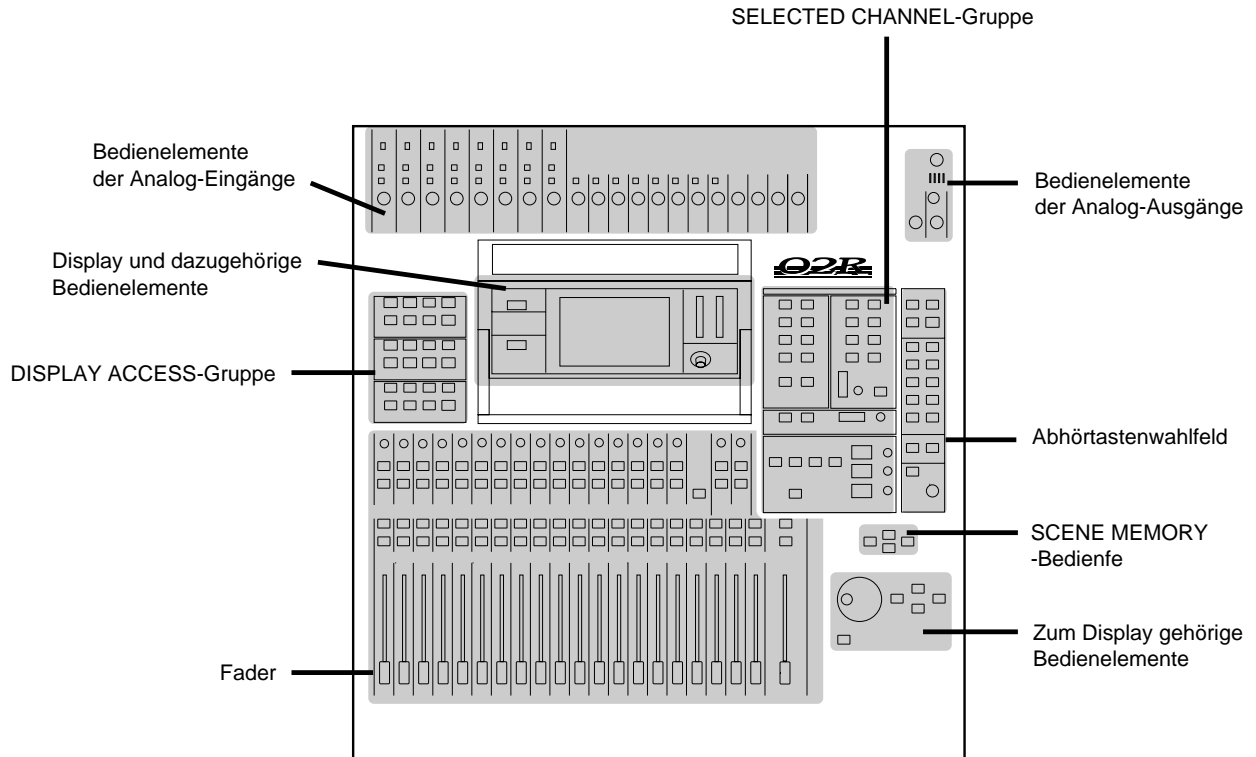 SELECTED CHANNEL-Gruppe
Bedienelemente
der Analog-Eingänge
Bedienelemente
der Analog-Ausgänge
Display und dazugehörige
Bedienelemente
02R
DISPLAY ACCESS-Gruppe
Abhörtastenwahlfeld
SCENE MEMORY
-Bedienfe
Zum Display gehörige
Bedienelemente
Fader